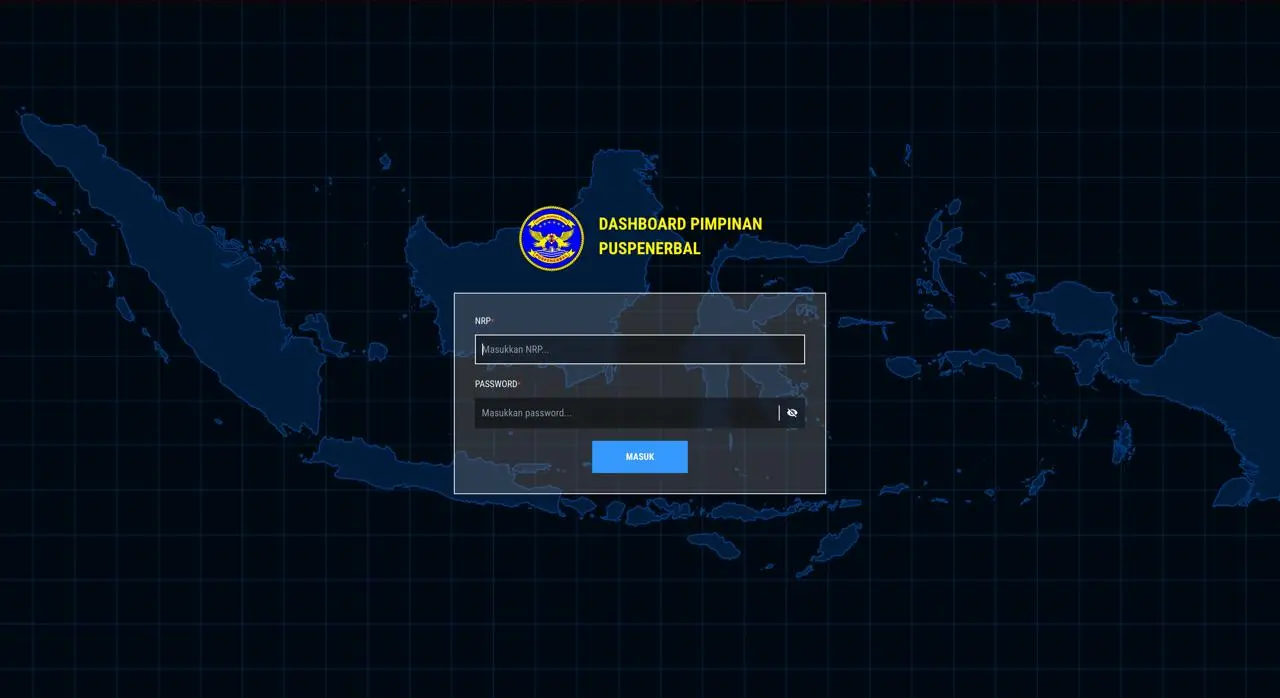 DASHBOARD PIMPINAN
PUSPENERBAL
NRP*
Masukkan NRP...
PASSWORD*
Masukkan password...
MASUK